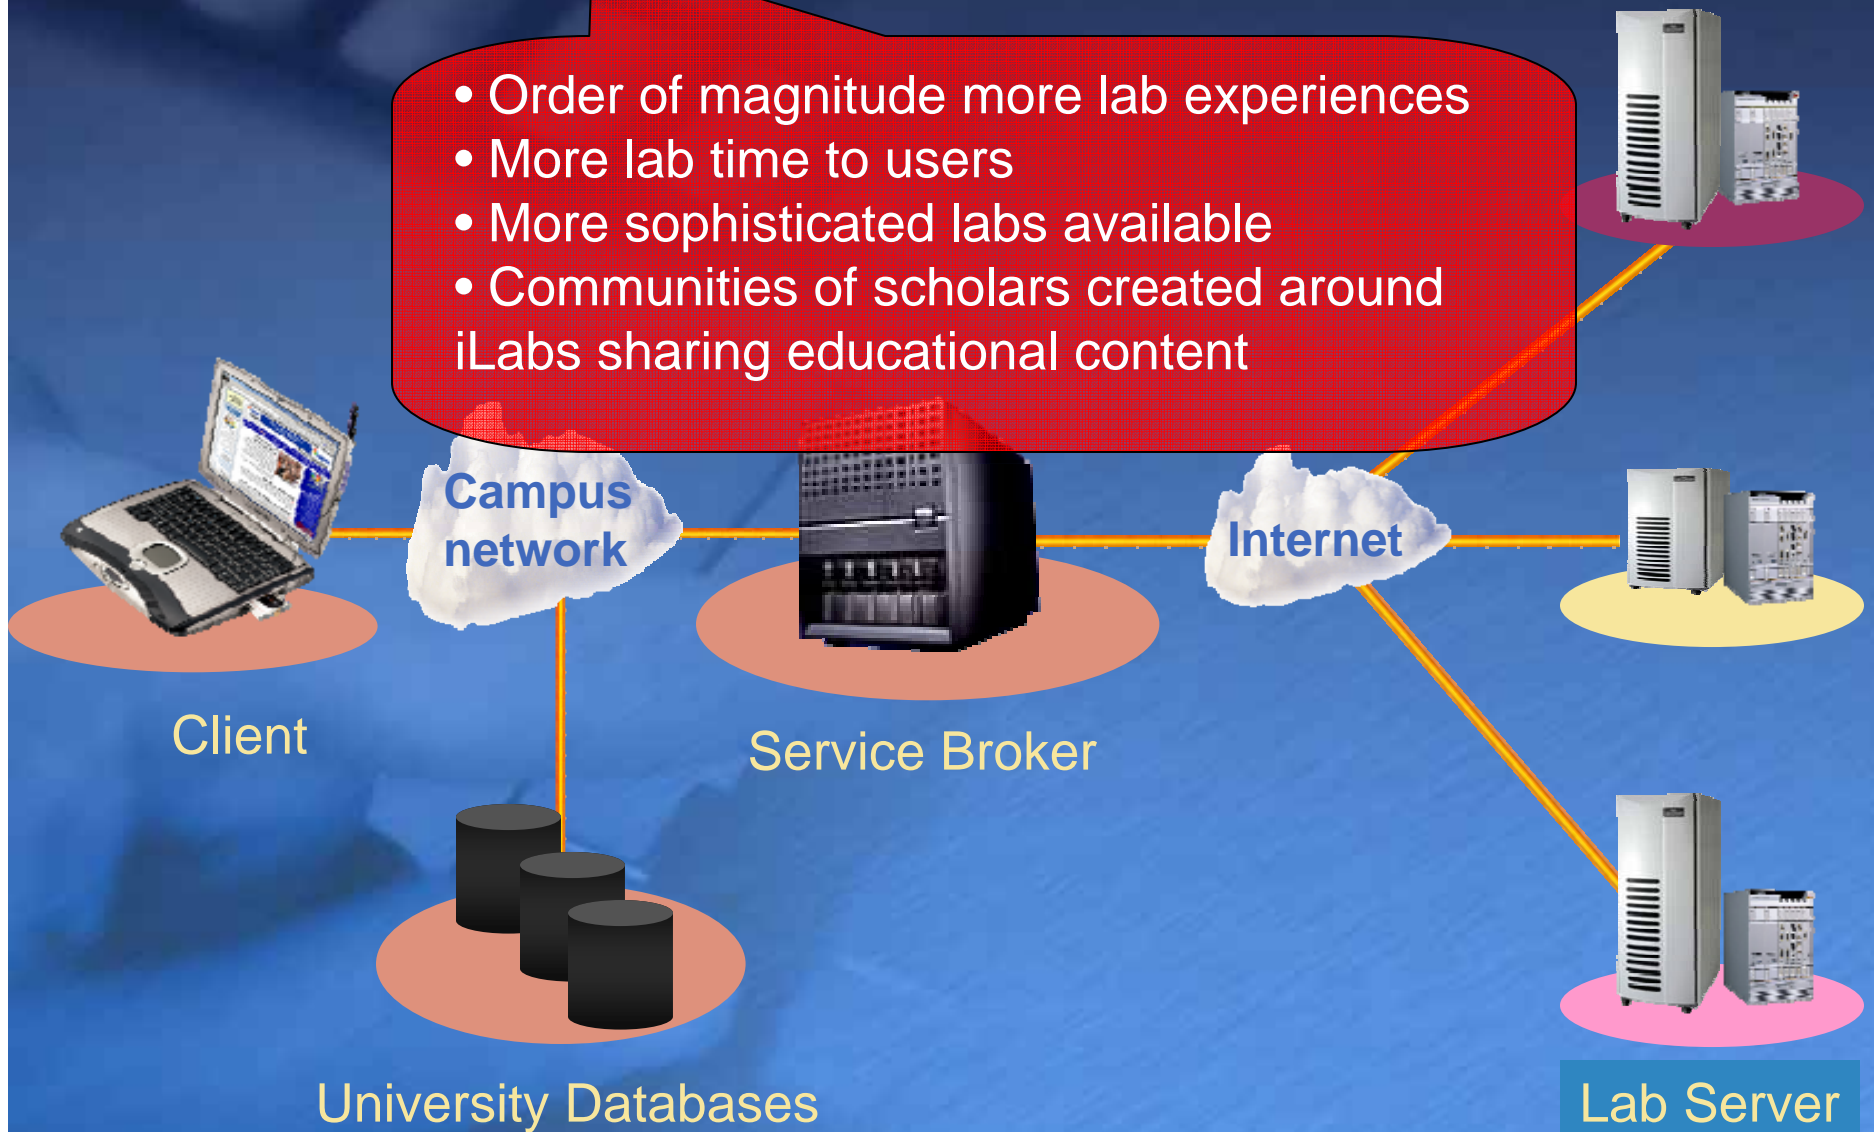 • Order of magnitude more lab experiences
• More lab time to users
• More sophisticated labs available
• Communities of scholars created around
iLabs sharing educational content
Campus
network
Internet
Client
Service Broker
University Databases
Lab Server